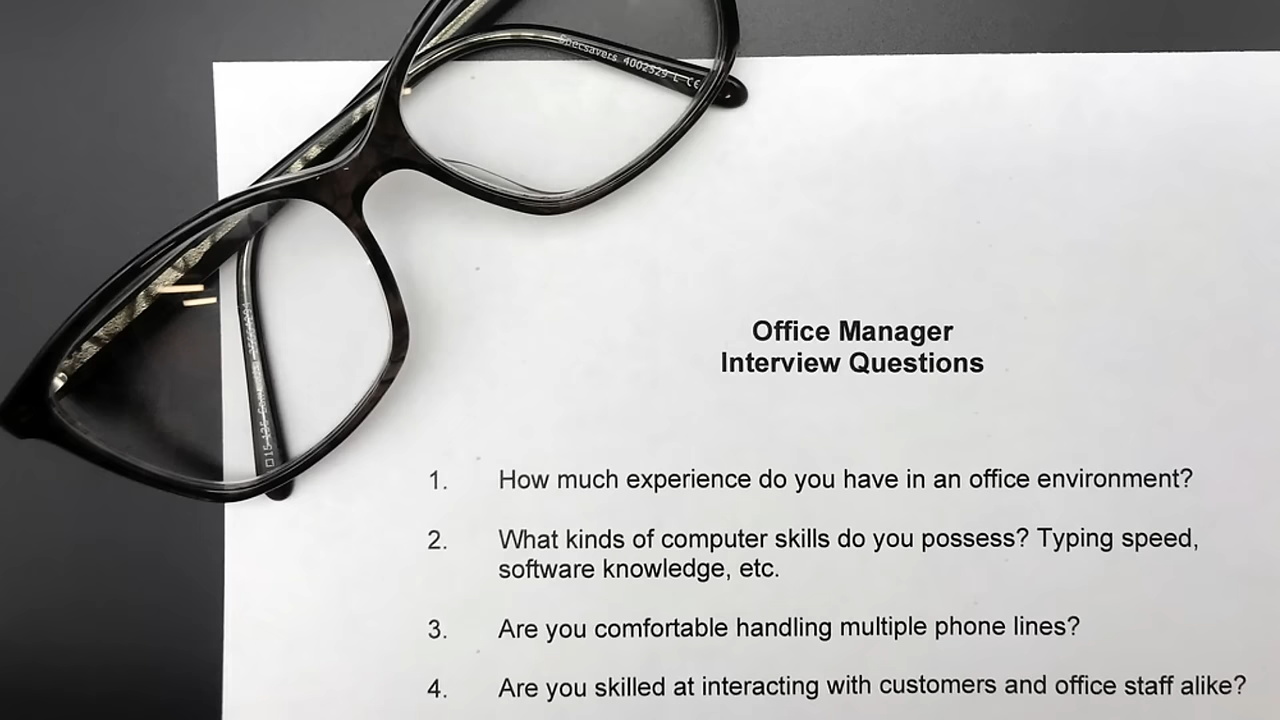 Specsavers 4002529 L CE
Office Manager
Interview Questions
1. How much experience do you have in an office environment?
2. What kinds of computer skills do you possess? Typing speed,
software knowledge, etc.
3. Are you comfortable handling multiple phone lines?
4. Are you skilled at interacting with customers and office staff alike?